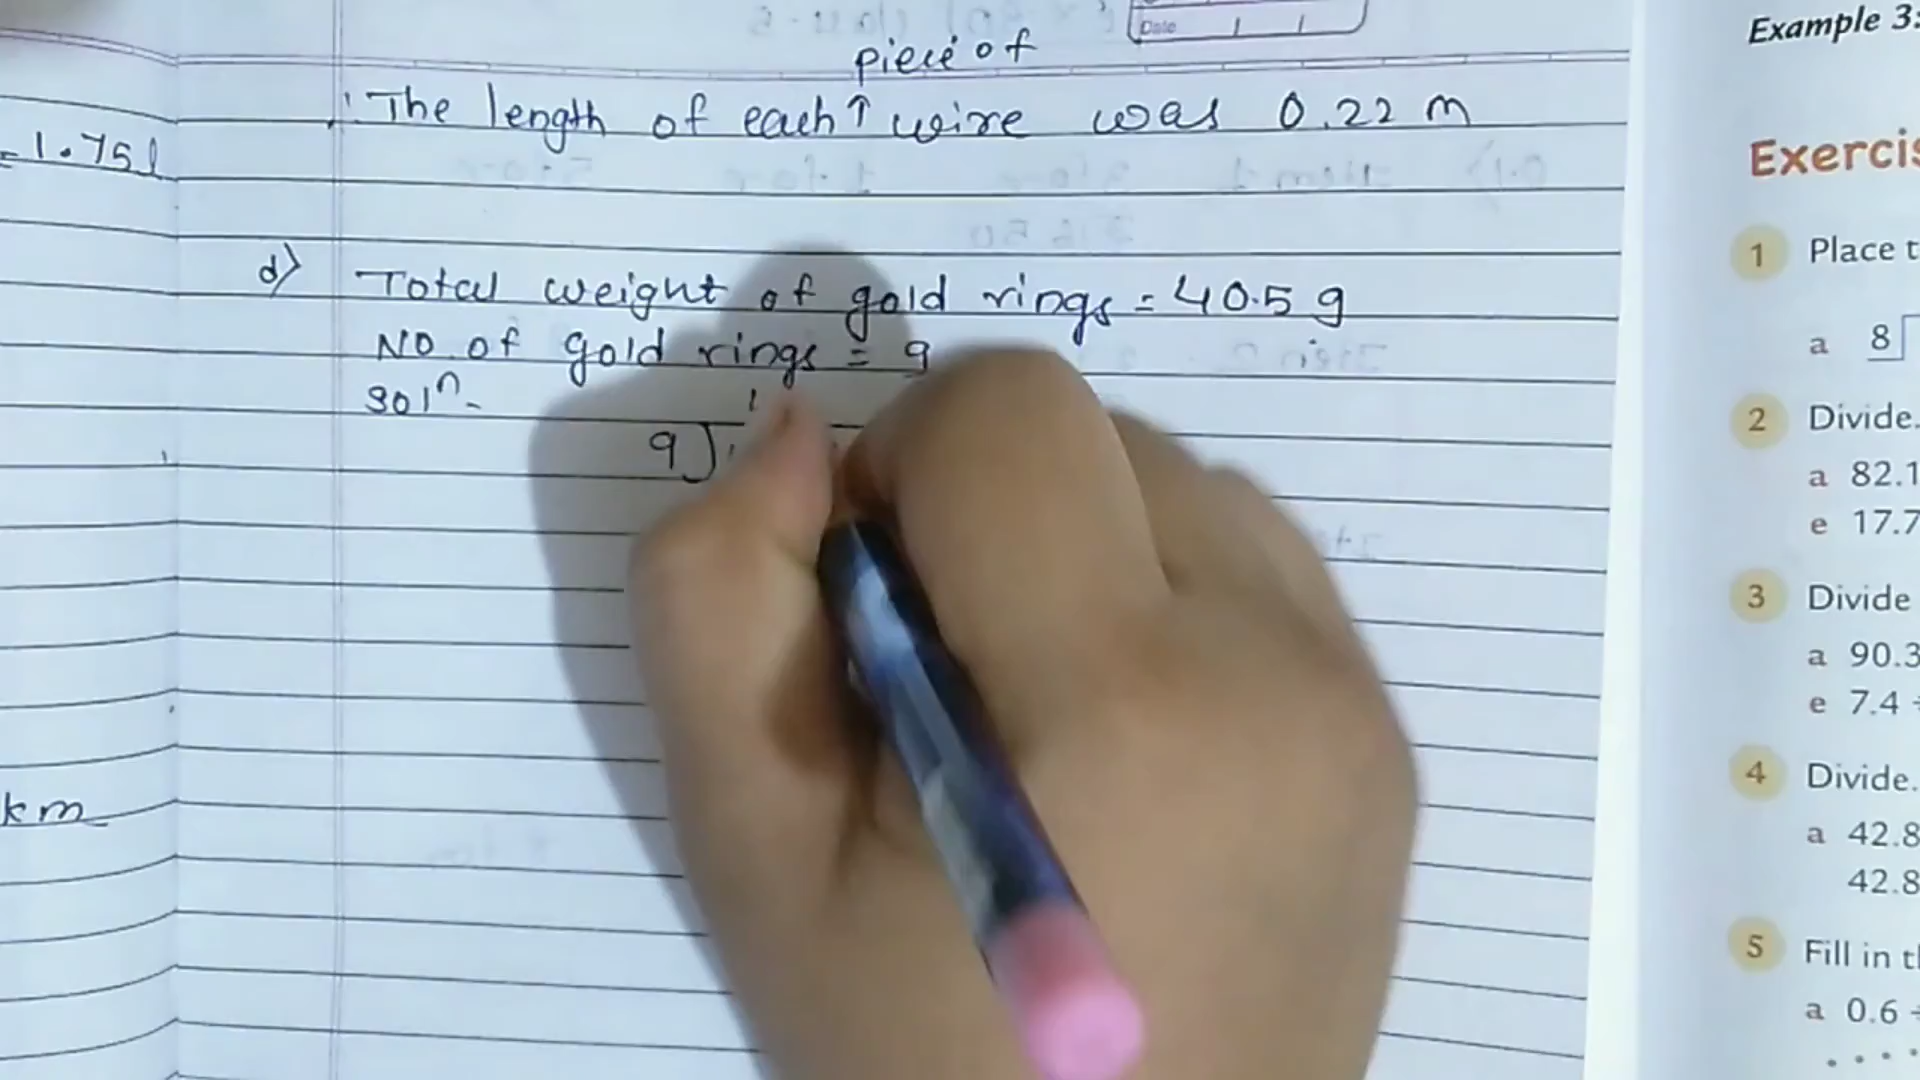 Date
piece of
The length of each ↑ wire was 0.22 m
= 1.75 l
d) Total weight of gold rings = 40.5 g
NO. of gold rings = 9
Solⁿ-
9
km
Example 3:
Exercis
1 Place t
a 8
2 Divide.
a 82.1
e 17.7
3 Divide
a 90.3
e 7.4 ÷
4 Divide.
a 42.8
42.8
5 Fill in t
a 0.6 ÷